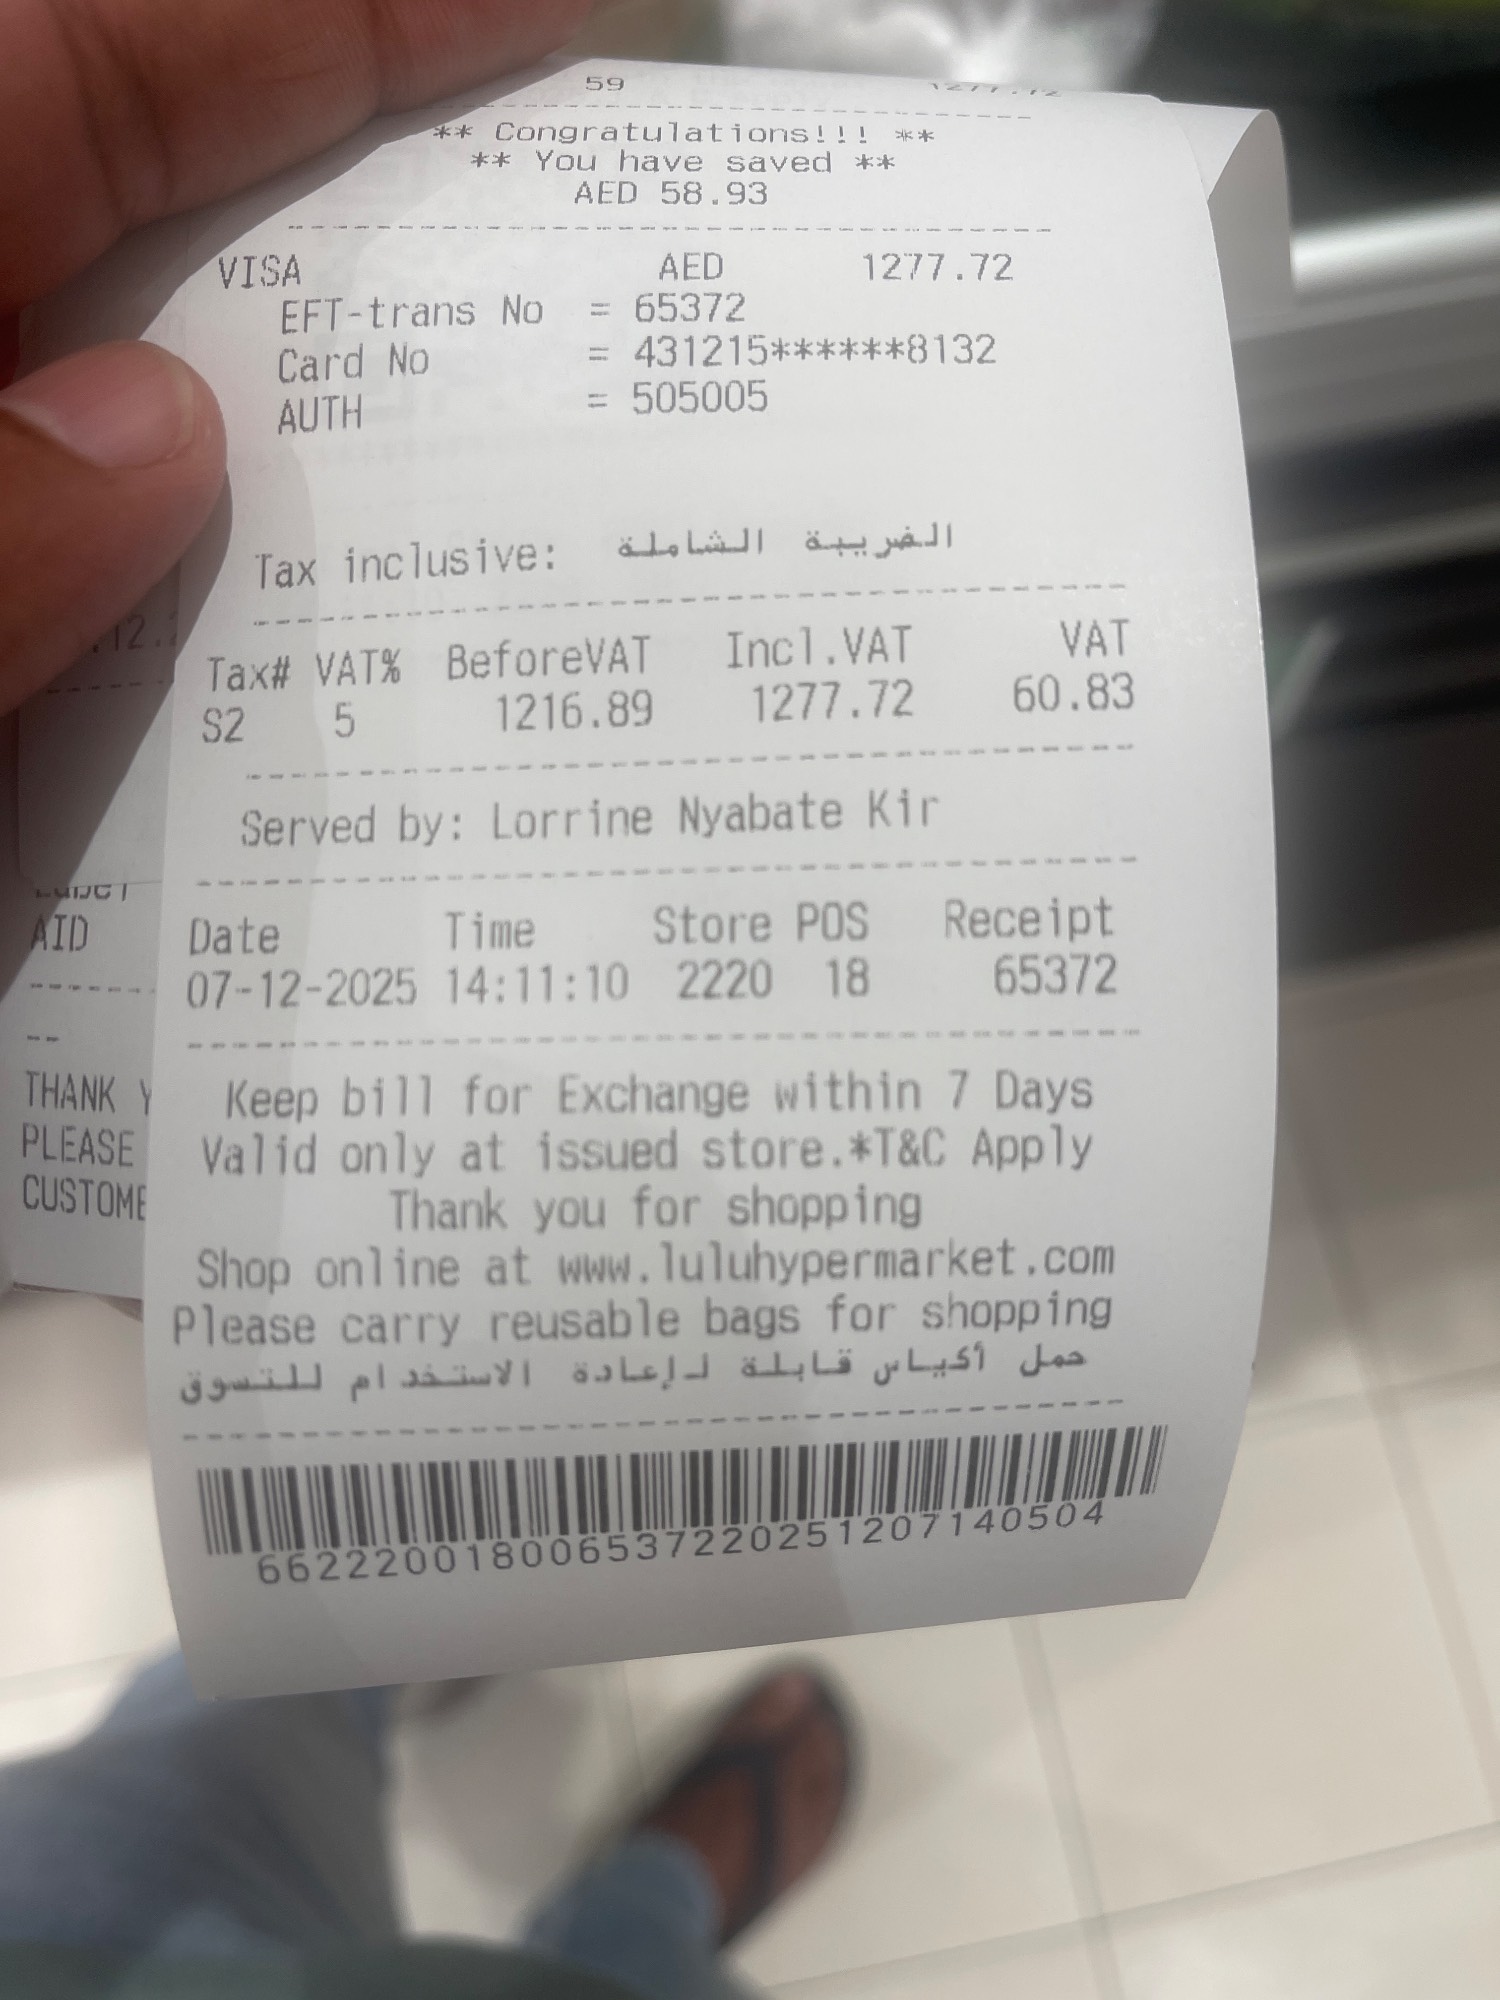 59 1277.72
** Congratulations!!! **
** You have saved **
AED 58.93
VISA AED 1277.72
EFT-trans No = 65372
Card No = 431215******8132
AUTH = 505005
Tax inclusive: الضريبة الشاملة
Tax# VAT% BeforeVAT Incl.VAT VAT
S2 5 1216.89 1277.72 60.83
Served by: Lorrine Nyabate Kir
Date Time Store POS Receipt
07-12-2025 14:11:10 2220 18 65372
Keep bill for Exchange within 7 Days
Valid only at issued store.*T&C Apply
Thank you for shopping
Shop online at www.luluhypermarket.com
Please carry reusable bags for shopping
حمل أكياس قابلة لإعادة الاستخدام للتسوق
662220018006537220251207140504
AID
--
THANK Y
PLEASE
CUSTOME